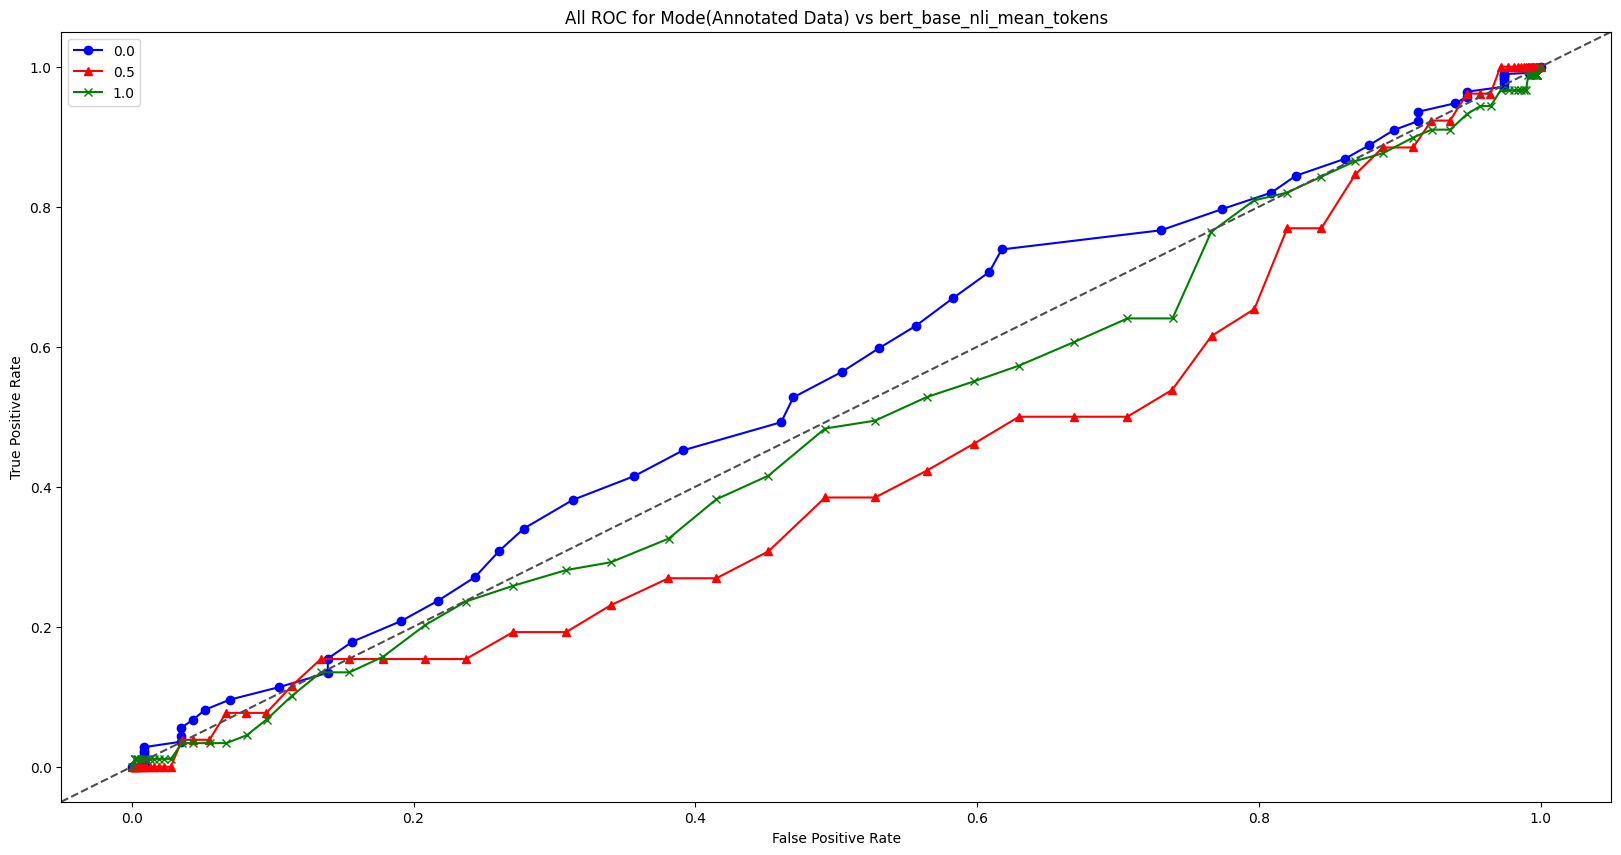 All ROC for Mode(Annotated Data) vs bert_base_nli_mean_tokens
0.0
0.5
1.0
1.0
0.8
0.6
0.4
0.2
0.0
True Positive Rate
0.0 0.2 0.4 0.6 0.8 1.0
False Positive Rate